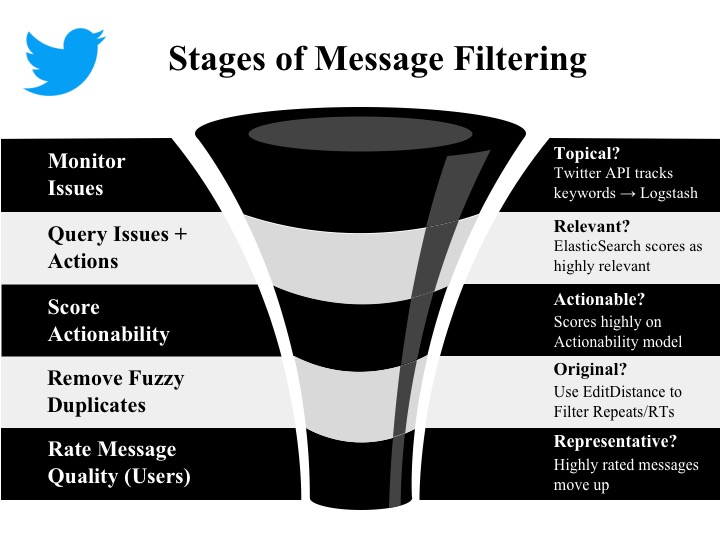 Stages of Message Filtering
Monitor
Issues
Topical?
Twitter API tracks
keywords → Logstash
Query Issues +
Actions
Relevant?
ElasticSearch scores as
highly relevant
Score
Actionability
Actionable?
Scores highly on
Actionability model
Remove Fuzzy
Duplicates
Original?
Use EditDistance to
Filter Repeats/RTs
Rate Message
Quality (Users)
Representative?
Highly rated messages
move up